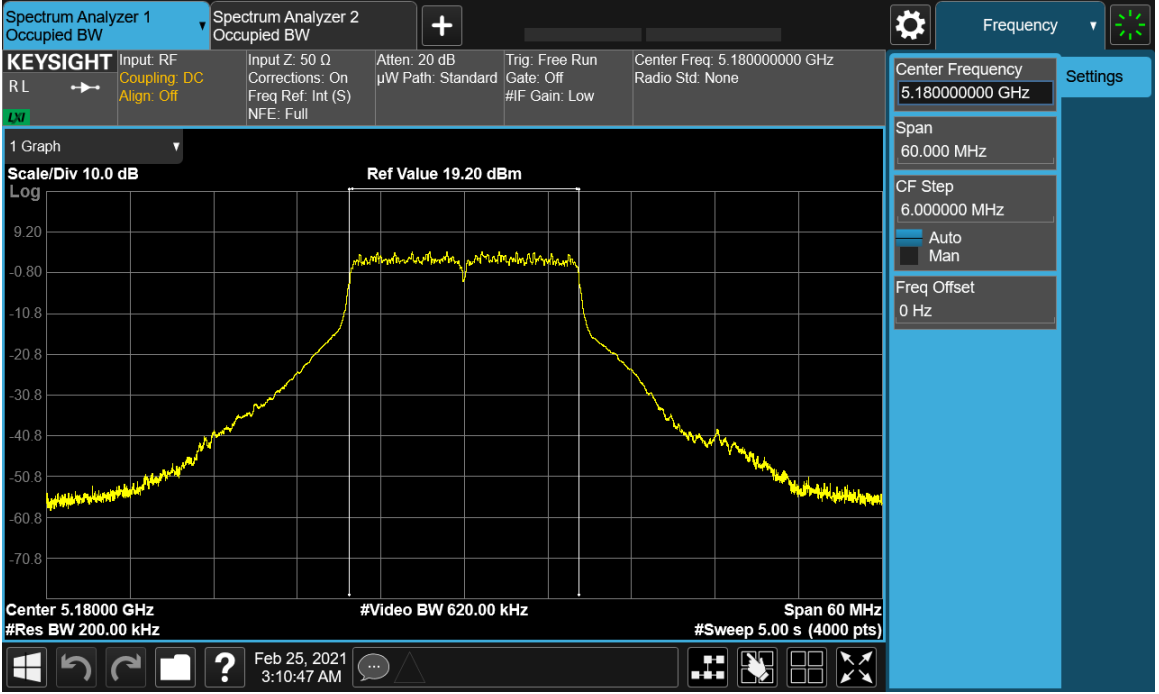 Spectrum Analyzer 1
Occupied BW
Spectrum Analyzer 2
Occupied BW
Frequency
KEYSIGHT
R L
LXI
Input: RF
Coupling: DC
Align: Off
Input Z: 50 Ω
Corrections: On
Freq Ref: Int (S)
NFE: Full
Atten: 20 dB
µW Path: Standard
Trig: Free Run
Gate: Off
#IF Gain: Low
Center Freq: 5.180000000 GHz
Radio Std: None
Center Frequency
5.180000000 GHz
Settings
Span
60.000 MHz
CF Step
6.000000 MHz
Auto
Man
Freq Offset
0 Hz
1 Graph
Scale/Div 10.0 dB
Ref Value 19.20 dBm
Log
9.20
-0.80
-10.8
-20.8
-30.8
-40.8
-50.8
-60.8
-70.8
Center 5.18000 GHz
#Video BW 620.00 kHz
Span 60 MHz
#Res BW 200.00 kHz
#Sweep 5.00 s (4000 pts)
?
Feb 25, 2021
3:10:47 AM